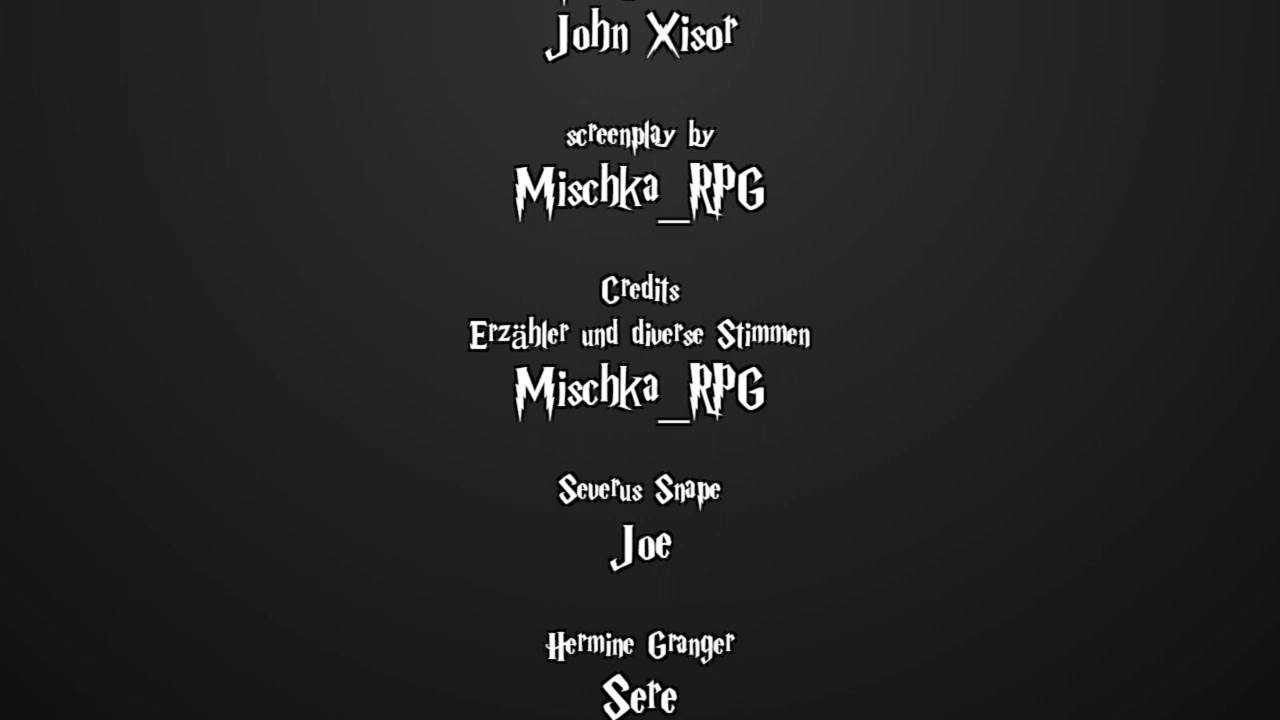 John Xisor
screenplay by
Mischka_RPG
Credits
Erzähler und diverse Stimmen
Mischka_RPG
Severus Snape
Joe
Hermine Granger
Sere